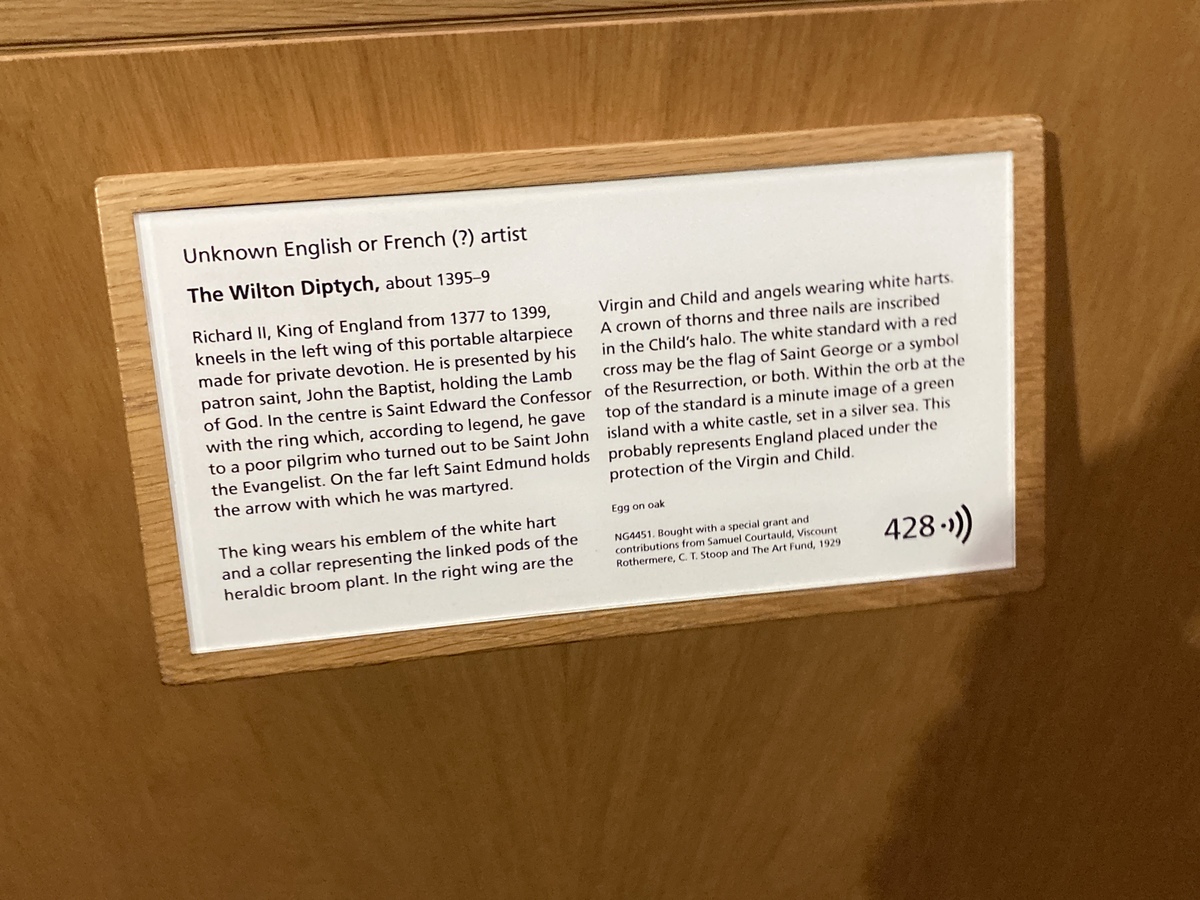 Unknown English or French (?) artist
The Wilton Diptych, about 1395–9
Richard II, King of England from 1377 to 1399,
kneels in the left wing of this portable altarpiece
made for private devotion. He is presented by his
patron saint, John the Baptist, holding the Lamb
of God. In the centre is Saint Edward the Confessor
with the ring which, according to legend, he gave
to a poor pilgrim who turned out to be Saint John
the Evangelist. On the far left Saint Edmund holds
the arrow with which he was martyred.
The king wears his emblem of the white hart
and a collar representing the linked pods of the
heraldic broom plant. In the right wing are the
Virgin and Child and angels wearing white harts.
A crown of thorns and three nails are inscribed
in the Child's halo. The white standard with a red
cross may be the flag of Saint George or a symbol
of the Resurrection, or both. Within the orb at the
top of the standard is a minute image of a green
island with a white castle, set in a silver sea. This
probably represents England placed under the
protection of the Virgin and Child.
Egg on oak
NG4451. Bought with a special grant and
contributions from Samuel Courtauld, Viscount
Rothermere, C. T. Stoop and The Art Fund, 1929
428